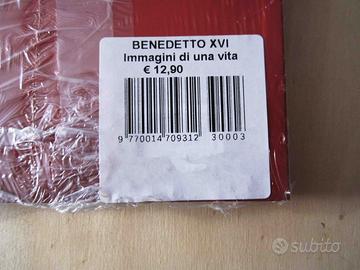 BENEDETTO XVI
Immagini di una vita
€ 12,90
9 770014 709312 30003
subito